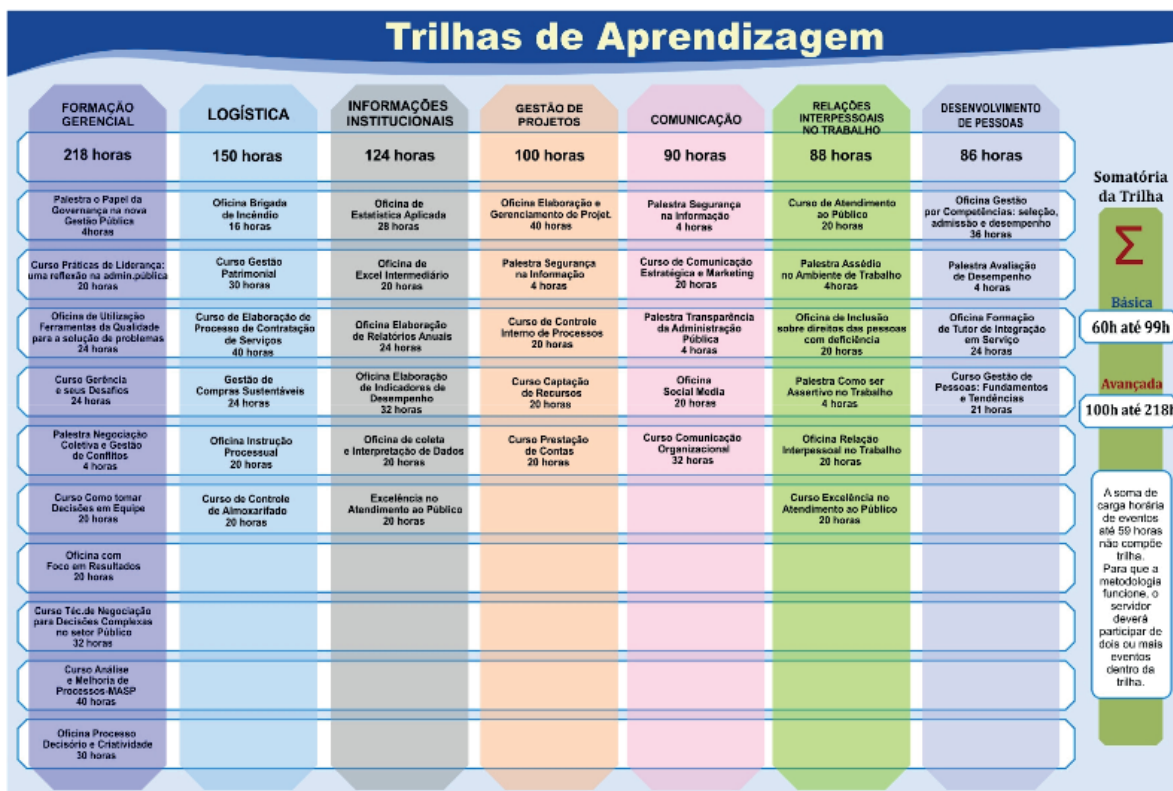 Trilhas de Aprendizagem
FORMAÇÃO
GERENCIAL
218 horas
Palestra o Papel da
Governança na nova
Gestão Pública
4horas
Curso Práticas de Liderança:
uma reflexão na admin.pública
20 horas
Oficina de Utilização
Ferramentas da Qualidade
para a solução de problemas
24 horas
Curso Gerência
e seus Desafios
24 horas
Palestra Negociação
Coletiva e Gestão
de Conflitos
4 horas
Curso Como tomar
Decisões em Equipe
20 horas
Oficina com
Foco em Resultados
20 horas
Curso Téc.de Negociação
para Decisões Complexas
no setor Público
32 horas
Curso Análise
e Melhoria de
Processos-MASP
40 horas
Oficina Processo
Decisório e Criatividade
30 horas
LOGÍSTICA
150 horas
Oficina Brigada
de Incêndio
16 horas
Curso Gestão
Patrimonial
30 horas
Curso de Elaboração de
Processo de Contratação
de Serviços
40 horas
Gestão de
Compras Sustentáveis
24 horas
Oficina Instrução
Processual
20 horas
Curso de Controle
de Almoxarifado
20 horas
INFORMAÇÕES
INSTITUCIONAIS
124 horas
Oficina de
Estatística Aplicada
28 horas
Oficina de
Excel Intermediário
20 horas
Oficina Elaboração
de Relatórios Anuais
24 horas
Oficina Elaboração
de Indicadores de
Desempenho
32 horas
Oficina de coleta
e Interpretação de Dados
20 horas
Excelência no
Atendimento ao Público
20 horas
GESTÃO DE
PROJETOS
100 horas
Oficina Elaboração e
Gerenciamento de Projet.
40 horas
Palestra Segurança
na Informação
4 horas
Curso de Controle
Interno de Processos
20 horas
Curso Captação
de Recursos
20 horas
Curso Prestação
de Contas
20 horas
COMUNICAÇÃO
90 horas
Palestra Segurança
na Informação
4 horas
Curso de Comunicação
Estratégica e Marketing
20 horas
Palestra Transparência
da Administração
Pública
4 horas
Oficina
Social Media
20 horas
Curso Comunicação
Organizacional
32 horas
RELAÇÕES
INTERPESSOAIS
NO TRABALHO
88 horas
Curso de Atendimento
ao Público
20 horas
Palestra Assédio
no Ambiente de Trabalho
4horas
Oficina de Inclusão
sobre direitos das pessoas
com deficiência
20 horas
Palestra Como ser
Assertivo no Trabalho
4 horas
Oficina Relação
Interpessoal no Trabalho
20 horas
Curso Excelência no
Atendimento ao Público
20 horas
DESENVOLVIMENTO
DE PESSOAS
86 horas
Oficina Gestão
por Competências: seleção,
admissão e desempenho
36 horas
Palestra Avaliação
de Desempenho
4 horas
Oficina Formação
de Tutor de Integração
em Serviço
24 horas
Curso Gestão de
Pessoas: Fundamentos
e Tendências
21 horas
Somatória
da Trilha
Σ
Básica
60h até 99h
Avançada
100h até 218h
A soma de
carga horária
de eventos
até 59 horas
não compõe
trilha.
Para que a
metodologia
funcione, o
servidor
deverá
participar de
dois ou mais
eventos
dentro da
trilha.